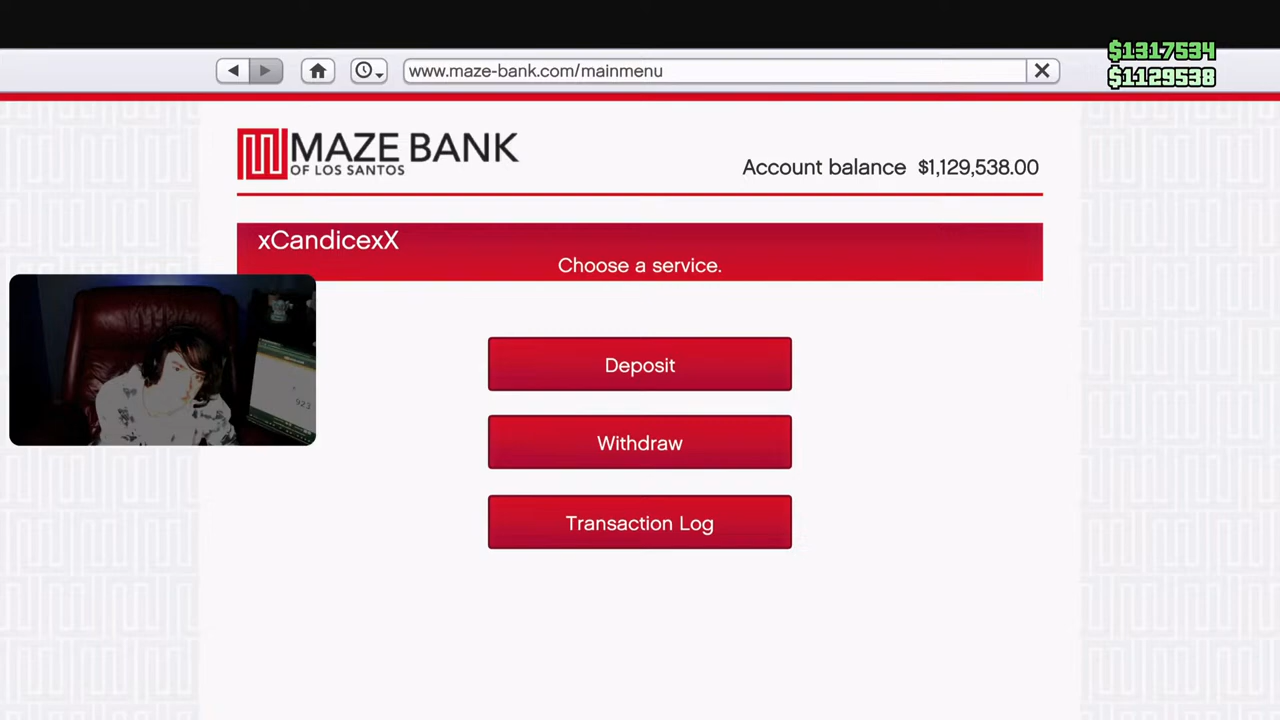 $1317534
www.maze-bank.com/mainmenu
$1129538
MAZE BANK
OF LOS SANTOS
Account balance $1,129,538.00
xCandicexX
Choose a service.
Deposit
Withdraw
Transaction Log